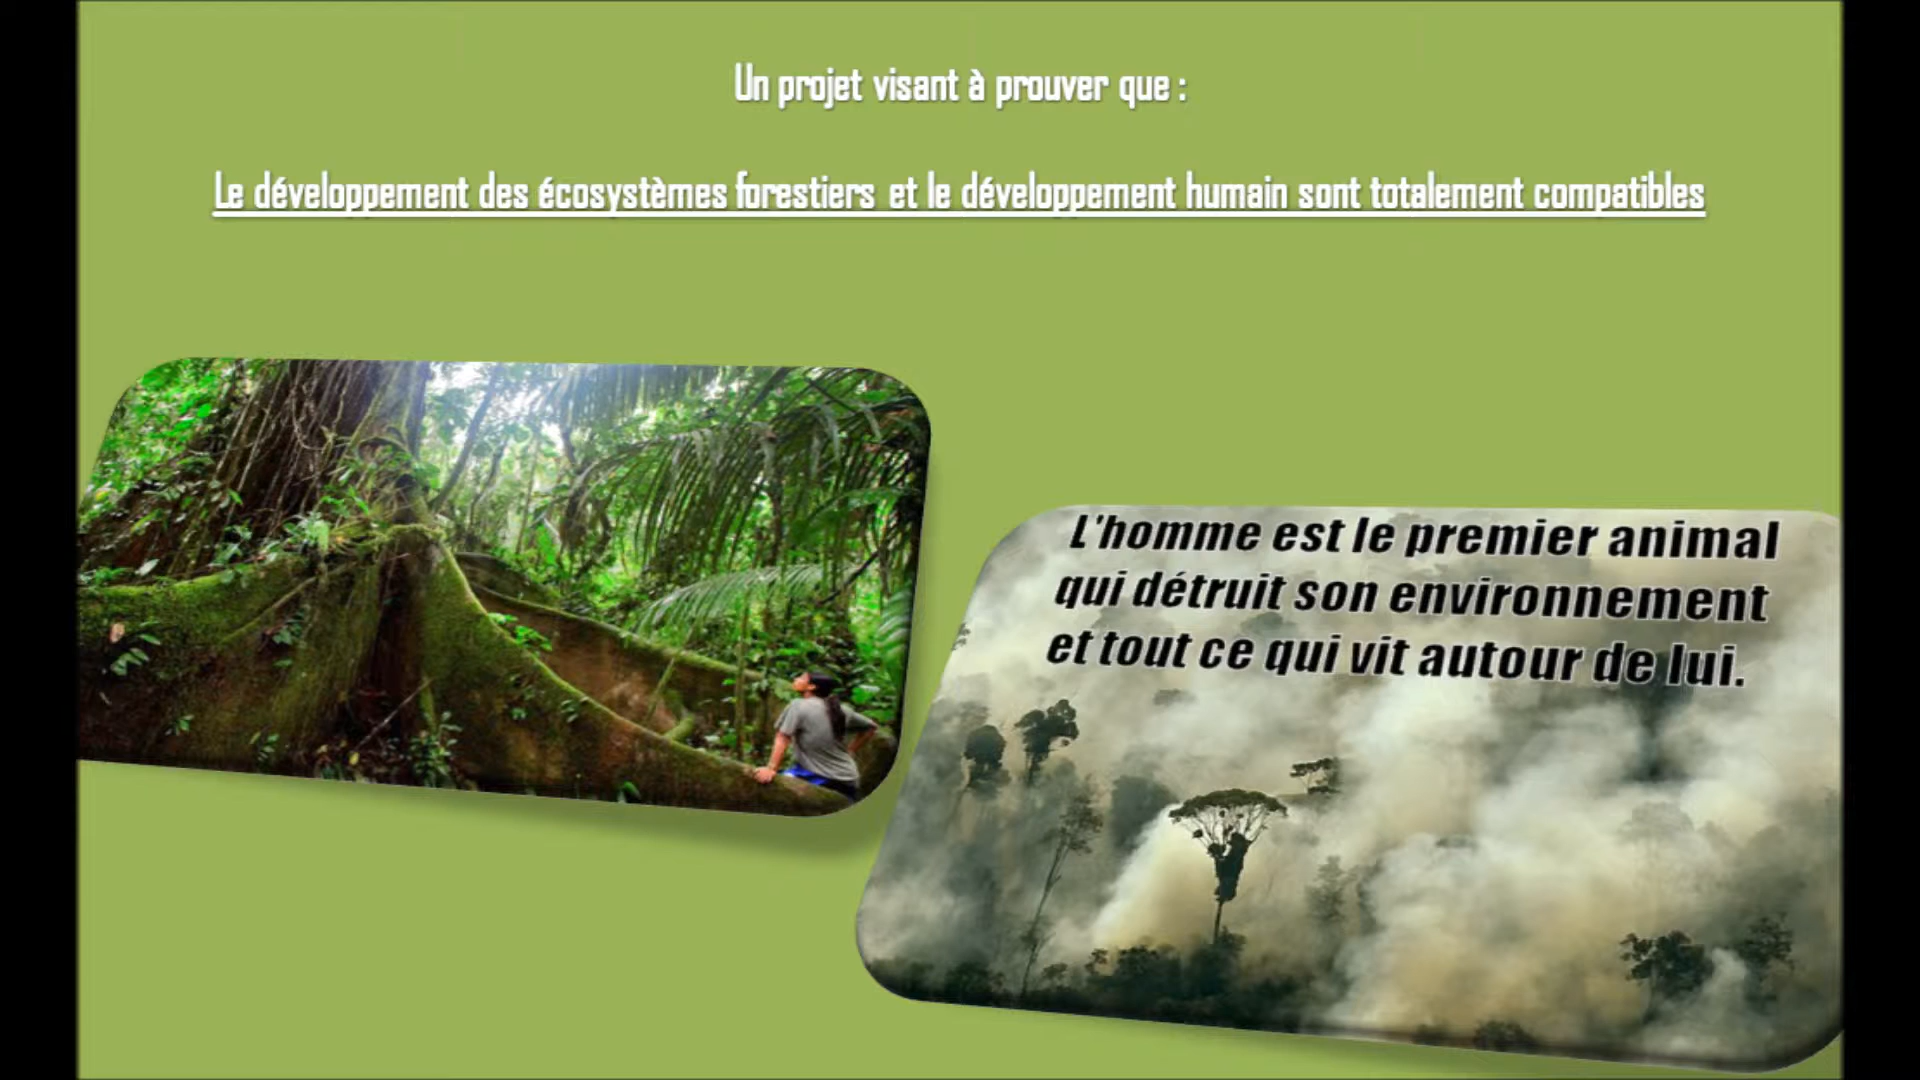 Un projet visant à prouver que :
Le développement des écosystèmes forestiers et le développement humain sont totalement compatibles
L'homme est le premier animal
qui détruit son environnement
et tout ce qui vit autour de lui.